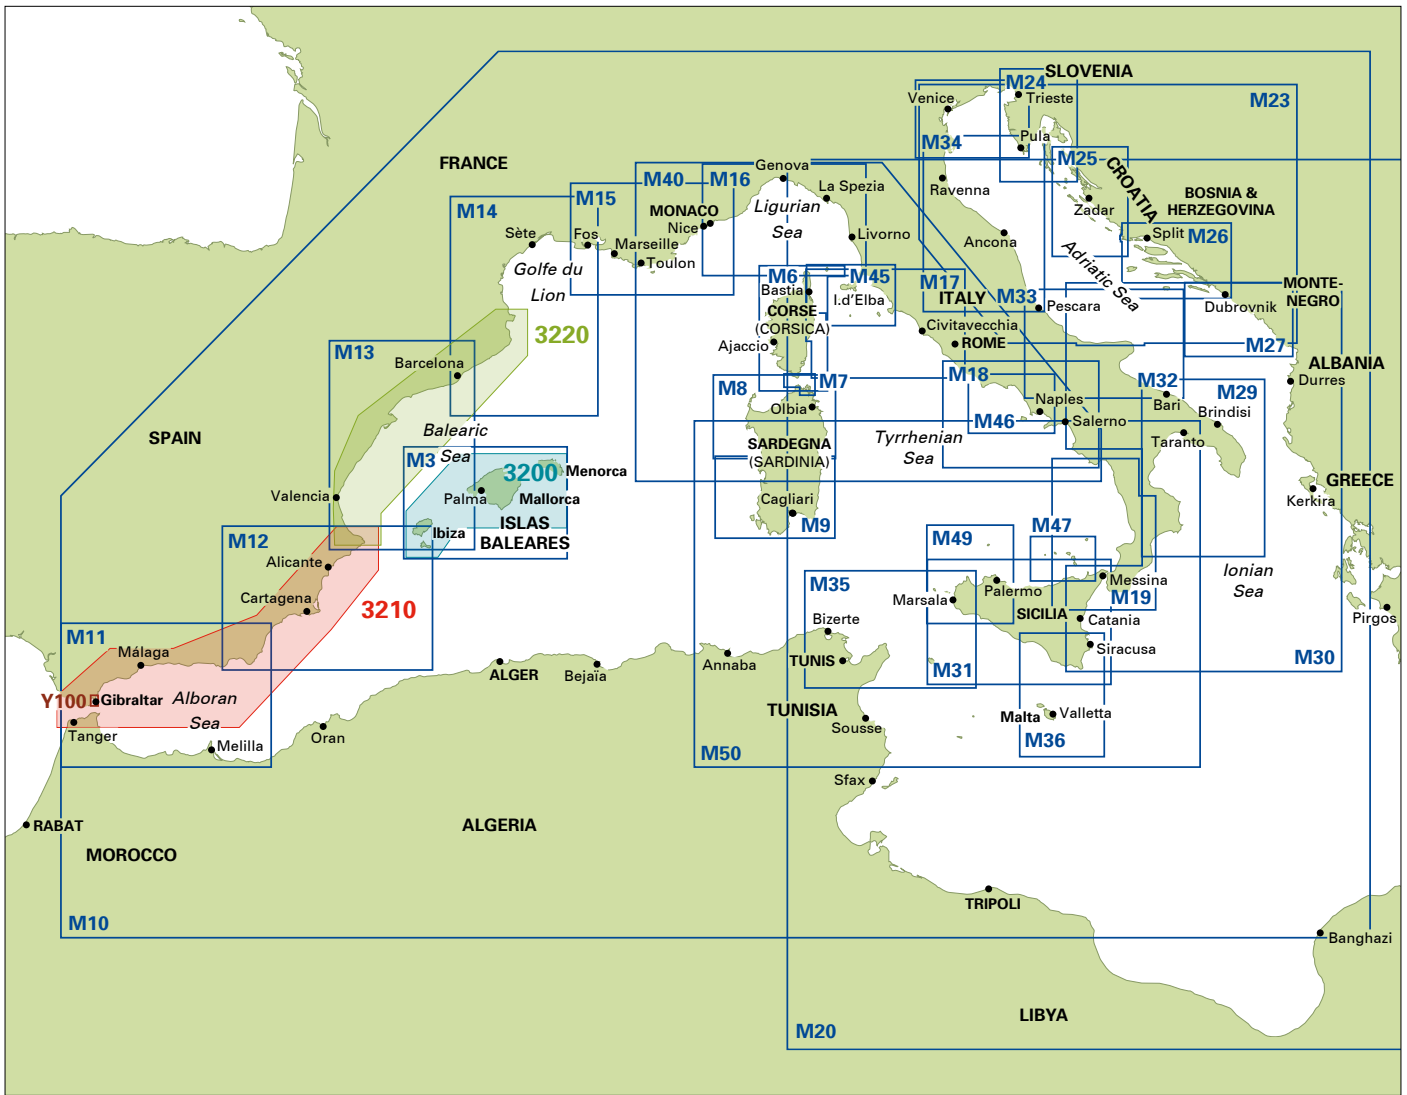 SLOVENIA
M24
Venice
Trieste
M23
M34
Pula
FRANCE
Genova
M25
CROATIA
M40
M16
La Spezia
Ravenna
BOSNIA &
HERZEGOVINA
M14
M15
MONACO
Nice
Ligurian
Sea
Zadar
Sète
Fos
Marseille
Toulon
Livorno
Ancona
Split
M26
Golfe du
Lion
M6
M45
Adriatic Sea
Bastia
I.d’Elba
M17
ITALY
M33
MONTE-
NEGRO
CORSE
(CORSICA)
Pescara
Dubrovnik
3220
Civitavecchia
M13
Ajaccio
ROME
M27
Barcelona
ALBANIA
M8
M7
M18
M32
Durres
M29
Olbia
Naples
Bari
Brindisi
SPAIN
Balearic
Sea
SARDEGNA
(SARDINIA)
Tyrrhenian
Sea
M46
Salerno
Taranto
M3
3200
Menorca
GREECE
Valencia
Palma
Mallorca
Cagliari
Kerkira
ISLAS
BALEARES
Ibiza
M9
M47
M12
M49
Alicante
Ionian
Sea
M35
Palermo
Messina
Cartagena
3210
Marsala
M19
SICILIA
Catania
Pirgos
Bizerte
M11
Málaga
Annaba
TUNIS
M31
Siracusa
M30
ALGER
Bejaïa
Y100
Gibraltar
Alboran
Sea
TUNISIA
Malta
Valletta
Tanger
Melilla
Oran
Sousse
M36
M50
Sfax
RABAT
ALGERIA
MOROCCO
TRIPOLI
M10
Banghazi
LIBYA
M20